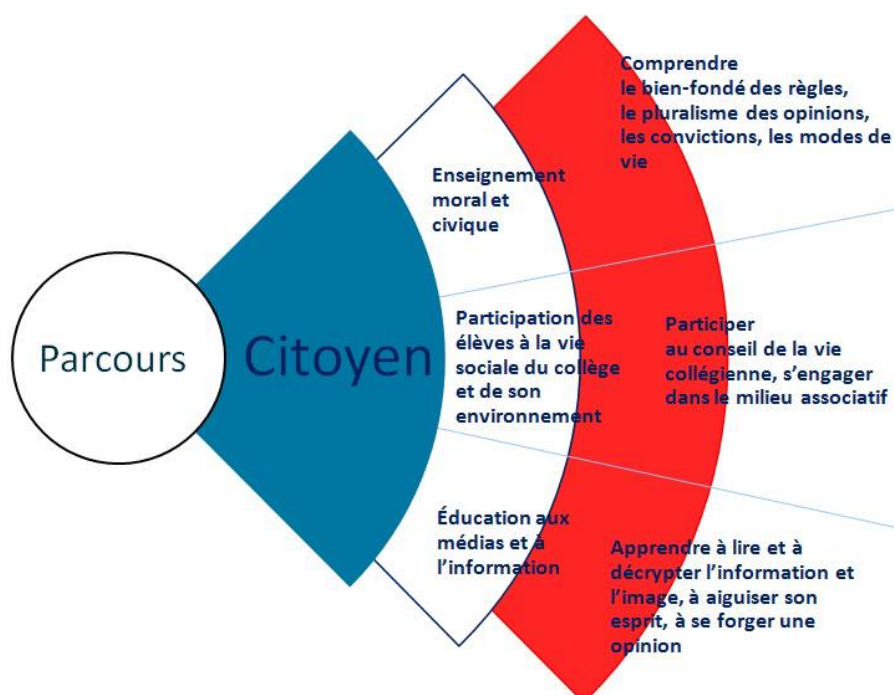 Parcours
Citoyen
Enseignement
moral et
civique
Participation des
élèves à la vie
sociale du collège
et de son
environnement
Éducation aux
médias et à
l’information
Comprendre
le bien-fondé des règles,
le pluralisme des opinions,
les convictions, les modes de
vie
Participer
au conseil de la vie
collégienne, s’engager
dans le milieu associatif
Apprendre à lire et à
décrypter l’information et
l’image, à aiguiser son
esprit, à se forger une
opinion